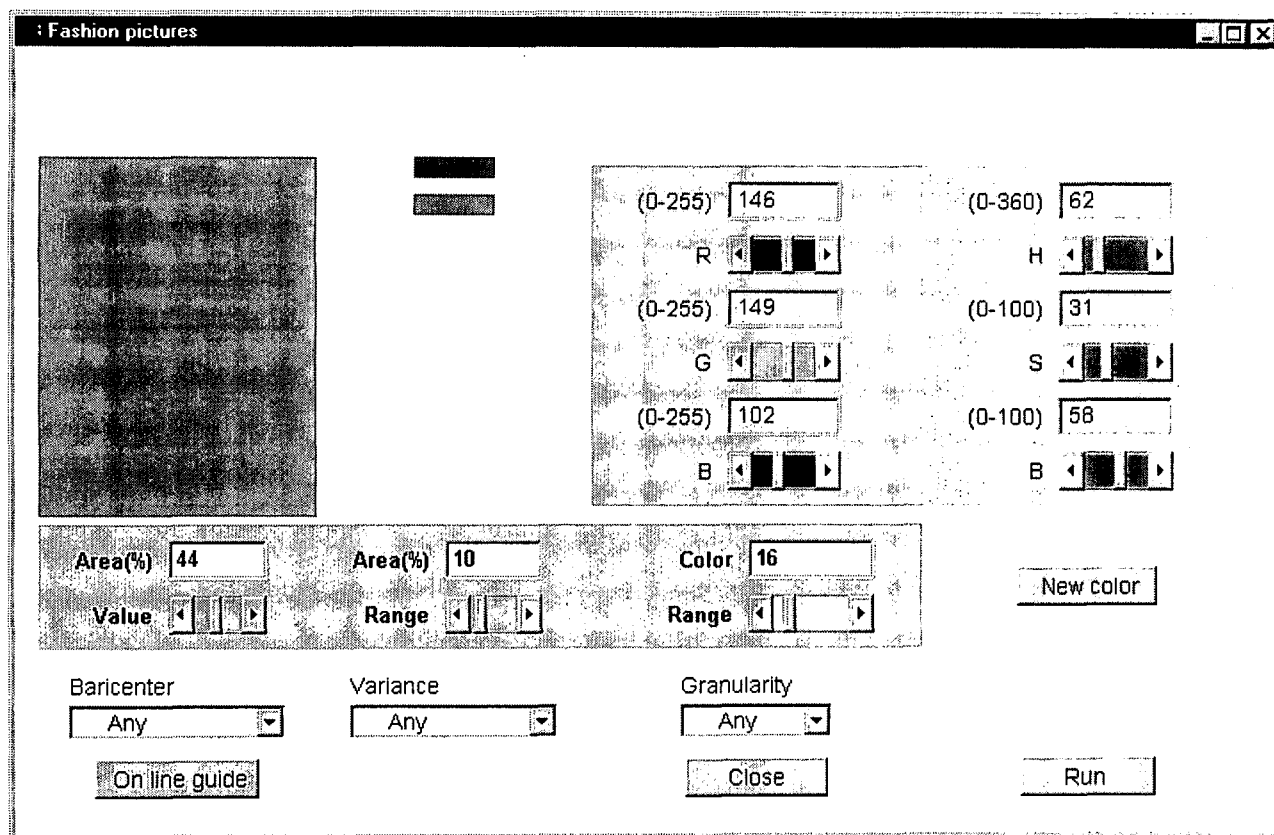 : Fashion pictures
(0-255) 146 (0-360) 62
R H
(0-255) 149 (0-100) 31
G S
(0-255) 102 (0-100) 58
B B
Area(%) 44 Area(%) 10 Color 16
Value Range Range
New color
Baricenter Variance Granularity
Any Any Any
On line guide Close Run